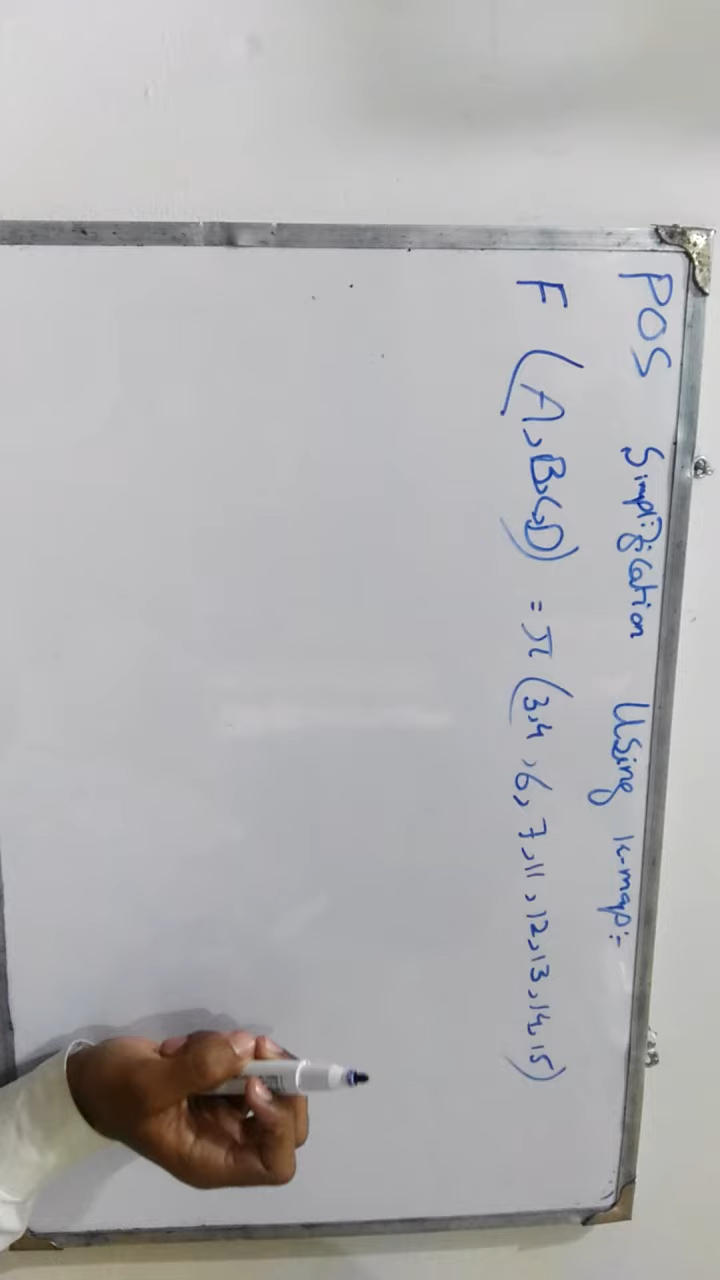 POS Simplification Using K-map:-
F (A,B,C,D) = π (3,4,6,7,11,12,13,14,15)